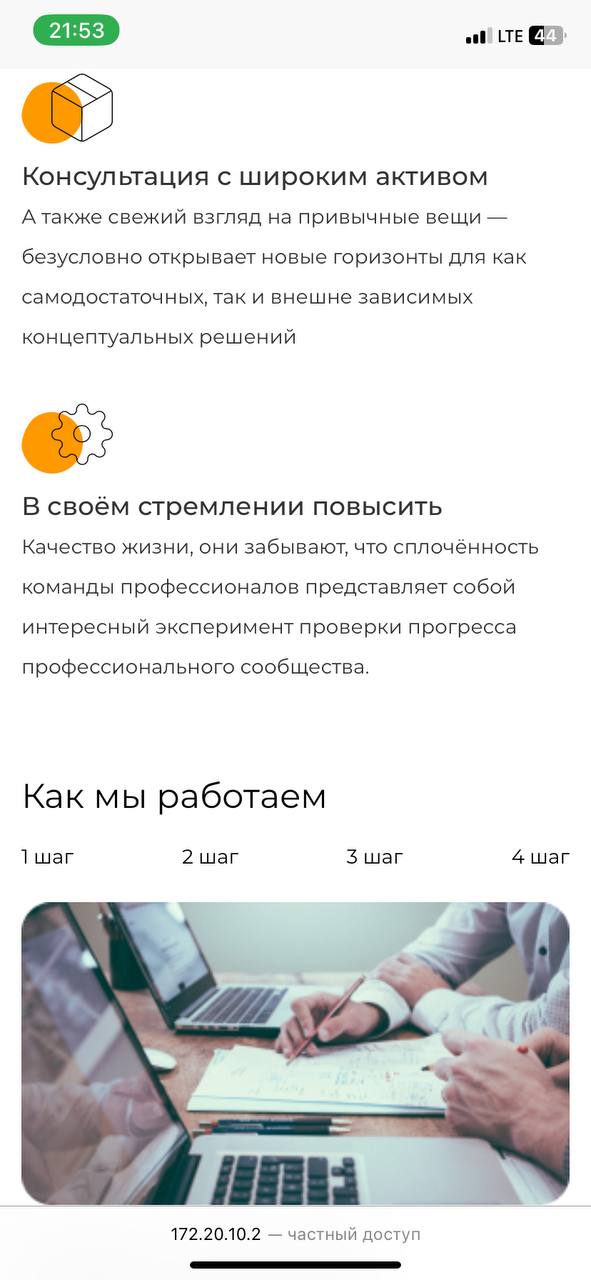 21:53
LTE 44
Консультация с широким активом
А также свежий взгляд на привычные вещи —
безусловно открывает новые горизонты для как
самодостаточных, так и внешне зависимых
концептуальных решений
В своём стремлении повысить
Качество жизни, они забывают, что сплочённость
команды профессионалов представляет собой
интересный эксперимент проверки прогресса
профессионального сообщества.
Как мы работаем
1 шаг 2 шаг 3 шаг 4 шаг
172.20.10.2 — частный доступ